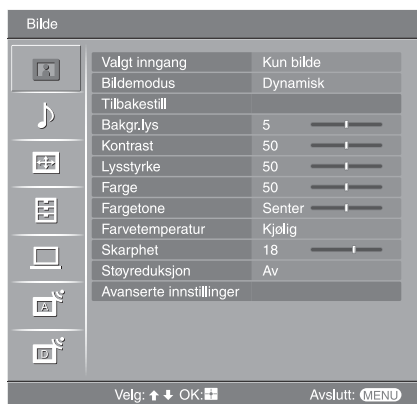 Bilde
Valgt inngang Kun bilde
Bildemodus Dynamisk
Tilbakestill
Bakgr.lys 5
Kontrast 50
Lysstyrke 50
Farge 50
Fargetone Senter
Farvetemperatur Kjølig
Skarphet 18
Støyreduksjon Av
Avanserte innstillinger
A
D
Velg: ↑ ↓ OK: Avslutt: MENU